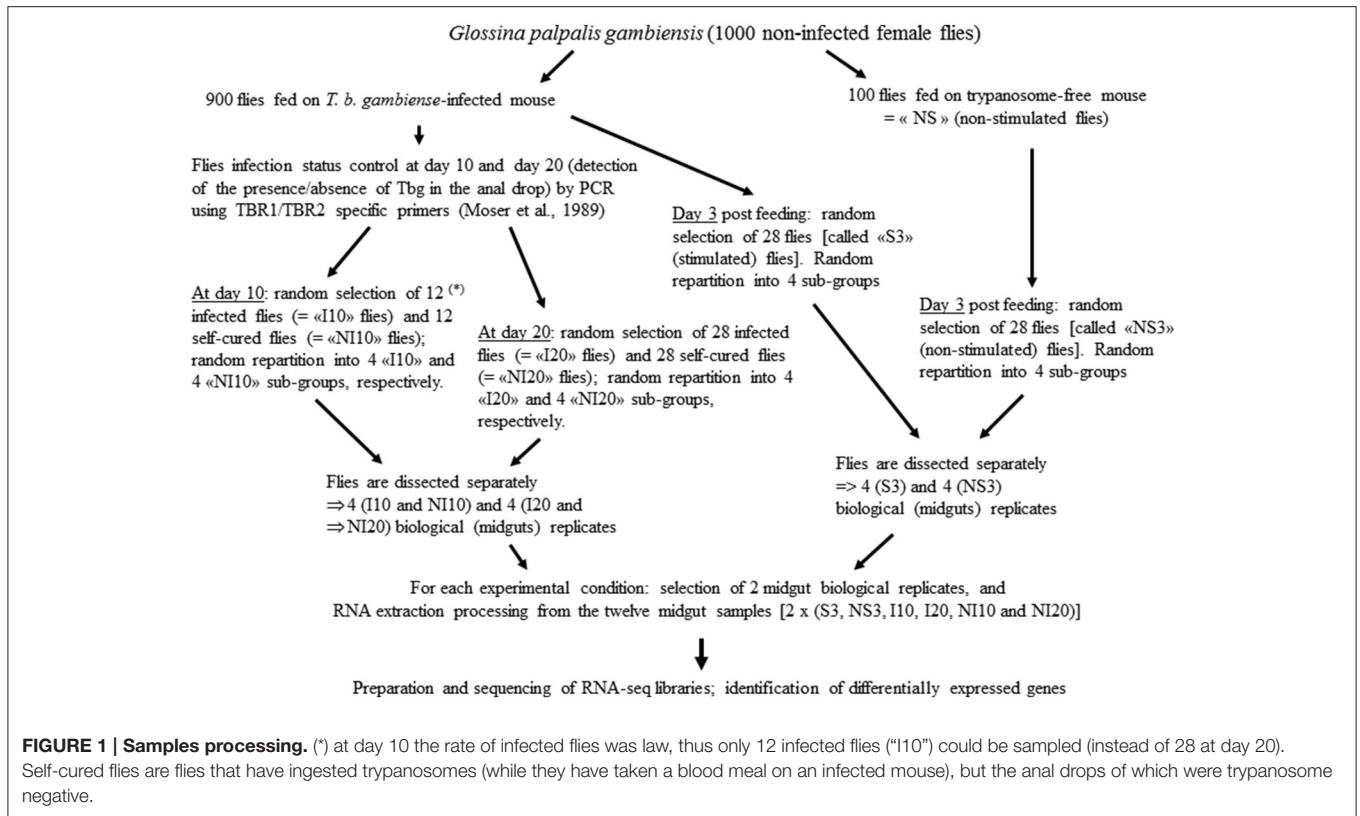 Glossina palpalis gambiensis (1000 non-infected female flies)
900 flies fed on T. b. gambiense-infected mouse
100 flies fed on trypanosome-free mouse
= « NS » (non-stimulated flies)
Flies infection status control at day 10 and day 20 (detection
of the presence/absence of Tbg in the anal drop) by PCR
using TBR1/TBR2 specific primers (Moser et al., 1989)
Day 3 post feeding: random
selection of 28 flies [called «S3»
(stimulated) flies]. Random
repartition into 4 sub-groups
At day 10: random selection of 12 (*)
infected flies (= «I10» flies) and 12
self-cured flies (= «NI10» flies);
random repartition into 4 «I10» and
4 «NI10» sub-groups, respectively.
At day 20: random selection of 28 infected
flies (= «I20» flies) and 28 self-cured flies
(= «NI20» flies); random repartition into 4
«I20» and 4 «NI20» sub-groups,
respectively.
Day 3 post feeding: random
selection of 28 flies [called «NS3»
(non-stimulated) flies]. Random
repartition into 4 sub-groups
Flies are dissected separately
⇒ 4 (I10 and NI10) and 4 (I20 and
⇒ NI20) biological (midguts) replicates
Flies are dissected separately
=> 4 (S3) and 4 (NS3)
biological (midguts) replicates
For each experimental condition: selection of 2 midgut biological replicates, and
RNA extraction processing from the twelve midgut samples [2 x (S3, NS3, I10, I20, NI10 and NI20)]
Preparation and sequencing of RNA-seq libraries; identification of differentially expressed genes
FIGURE 1 | Samples processing. (*) at day 10 the rate of infected flies was law, thus only 12 infected flies ("I10") could be sampled (instead of 28 at day 20).
Self-cured flies are flies that have ingested trypanosomes (while they have taken a blood meal on an infected mouse), but the anal drops of which were trypanosome
negative.